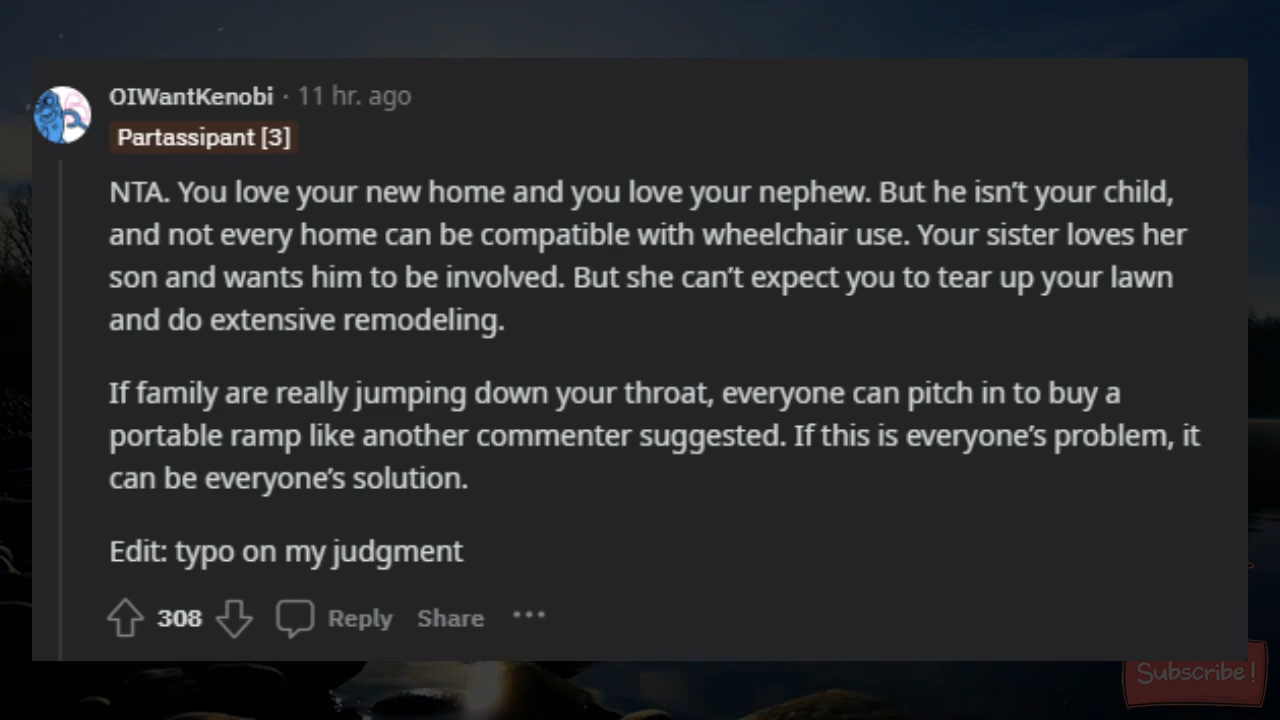 OIWantKenobi · 11 hr. ago
Partassipant [3]
NTA. You love your new home and you love your nephew. But he isn’t your child,
and not every home can be compatible with wheelchair use. Your sister loves her
son and wants him to be involved. But she can’t expect you to tear up your lawn
and do extensive remodeling.
If family are really jumping down your throat, everyone can pitch in to buy a
portable ramp like another commenter suggested. If this is everyone’s problem, it
can be everyone’s solution.
Edit: typo on my judgment
308 Reply Share ···
Subscribe!